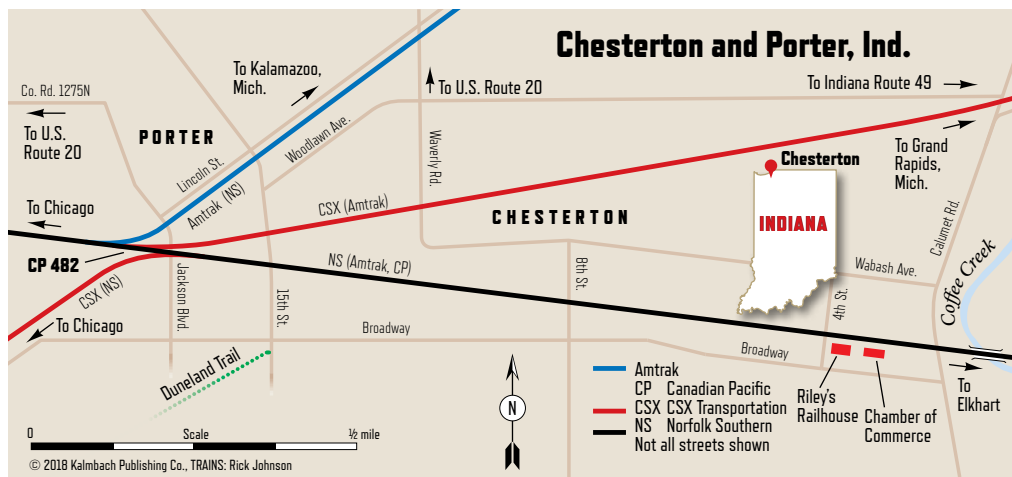 Chesterton and Porter, Ind.
To Kalamazoo,
Mich.
To U.S. Route 20
To Indiana Route 49
Co. Rd. 1275N
To U.S.
Route 20
PORTER
Lincoln St.
Woodlawn Ave.
Amtrak (NS)
Waverly Rd.
To Grand
Rapids,
Mich.
Chesterton
INDIANA
To Chicago
CSX (Amtrak)
CHESTERTON
Calumet Rd.
CP 482
NS (Amtrak, CP)
CSX (NS)
Jackson Blvd.
15th St.
8th St.
Wabash Ave.
4th St.
Coffee Creek
To Chicago
Broadway
Broadway
Duneland Trail
N
Amtrak
CP Canadian Pacific
CSX CSX Transportation
NS Norfolk Southern
Not all streets shown
Riley's
Railhouse
Chamber of
Commerce
To
Elkhart
0 Scale ½ mile
© 2018 Kalmbach Publishing Co., TRAINS: Rick Johnson